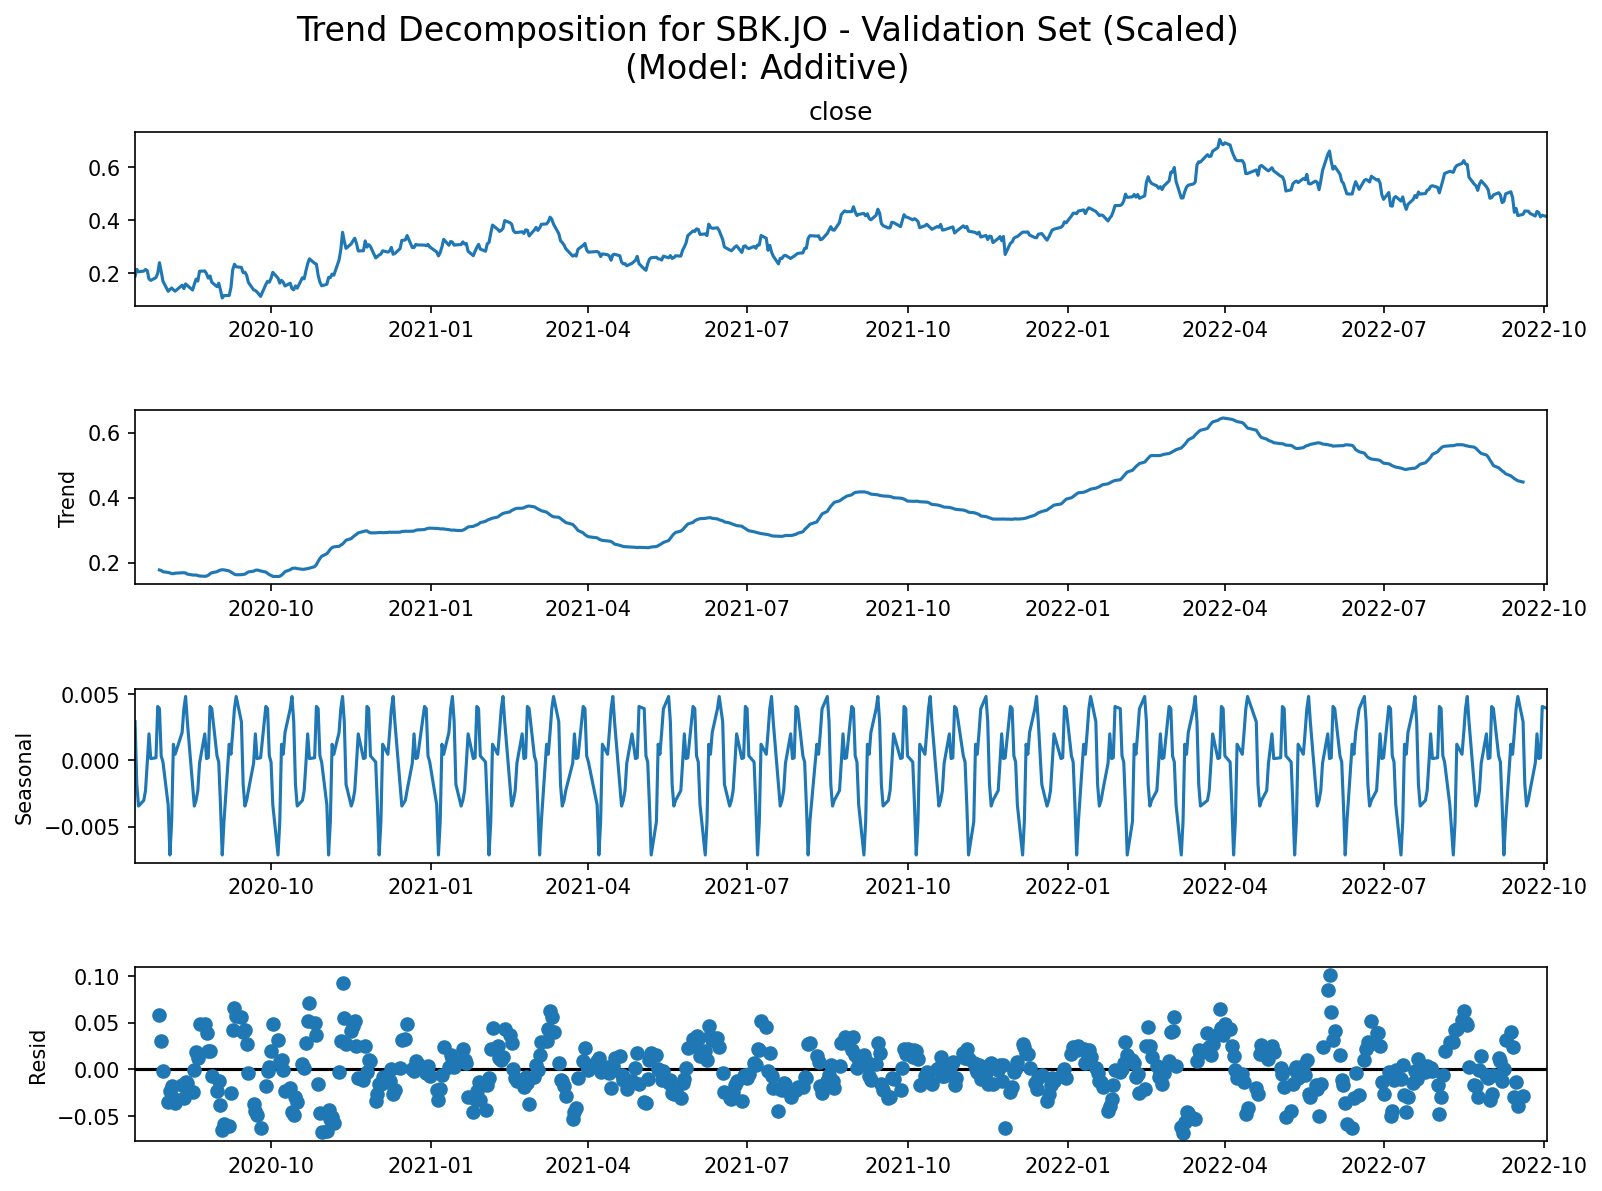 Trend Decomposition for SBK.JO - Validation Set (Scaled)
(Model: Additive)
close
0.6
0.4
0.2
2020-10 2021-01 2021-04 2021-07 2021-10 2022-01 2022-04 2022-07 2022-10
Trend
0.6
0.4
0.2
2020-10 2021-01 2021-04 2021-07 2021-10 2022-01 2022-04 2022-07 2022-10
Seasonal
0.005
0.000
−0.005
2020-10 2021-01 2021-04 2021-07 2021-10 2022-01 2022-04 2022-07 2022-10
Resid
0.10
0.05
0.00
−0.05
2020-10 2021-01 2021-04 2021-07 2021-10 2022-01 2022-04 2022-07 2022-10